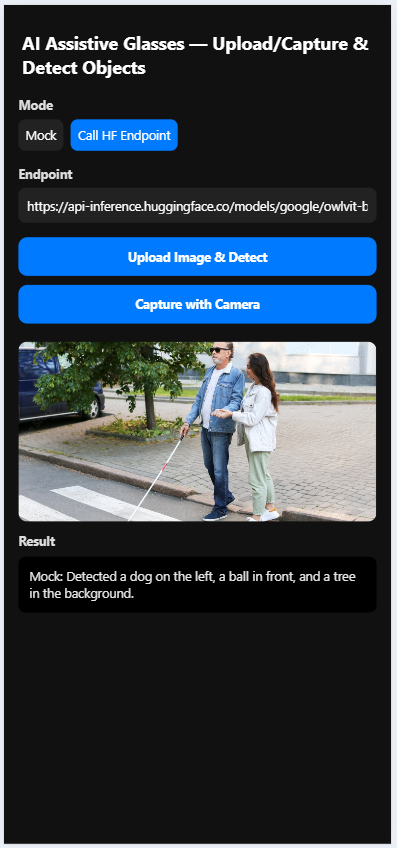 AI Assistive Glasses — Upload/Capture &
Detect Objects
Mode
Mock
Call HF Endpoint
Endpoint
https://api-inference.huggingface.co/models/google/owlvit-b
Upload Image & Detect
Capture with Camera
Result
Mock: Detected a dog on the left, a ball in front, and a tree
in the background.